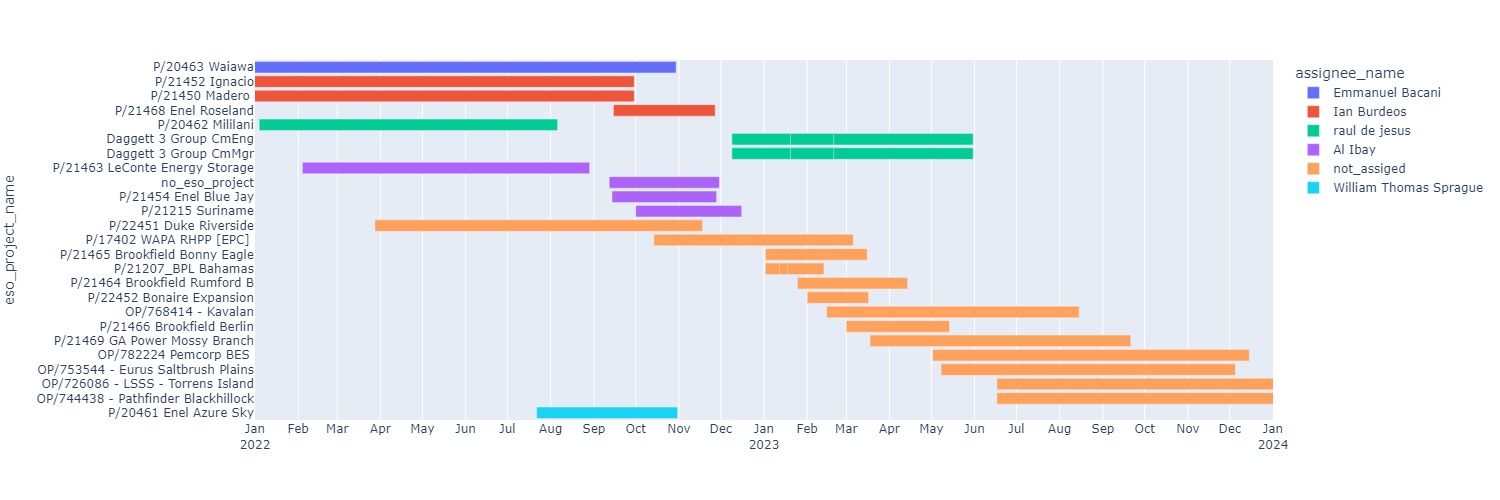 assignee_name
Emmanuel Bacani
Ian Burdeos
raul de jesus
Al Ibay
not_assiged
William Thomas Sprague
eso_project_name
P/20463 Waiawa
P/21452 Ignacio
P/21450 Madero
P/21468 Enel Roseland
P/20462 Mililani
Daggett 3 Group CmEng
Daggett 3 Group CmMgr
P/21463 LeConte Energy Storage
no_eso_project
P/21454 Enel Blue Jay
P/21215 Suriname
P/22451 Duke Riverside
P/17402 WAPA RHPP [EPC]
P/21465 Brookfield Bonny Eagle
P/21207_BPL Bahamas
P/21464 Brookfield Rumford B
P/22452 Bonaire Expansion
OP/768414 - Kavalan
P/21466 Brookfield Berlin
P/21469 GA Power Mossy Branch
OP/782224 Pemcorp BES
OP/753544 - Eurus Saltbrush Plains
OP/726086 - LSSS - Torrens Island
OP/744438 - Pathfinder Blackhillock
P/20461 Enel Azure Sky
Jan Feb Mar Apr May Jun Jul Aug Sep Oct Nov Dec Jan Feb Mar Apr May Jun Jul Aug Sep Oct Nov Dec Jan
2022 2023 2024